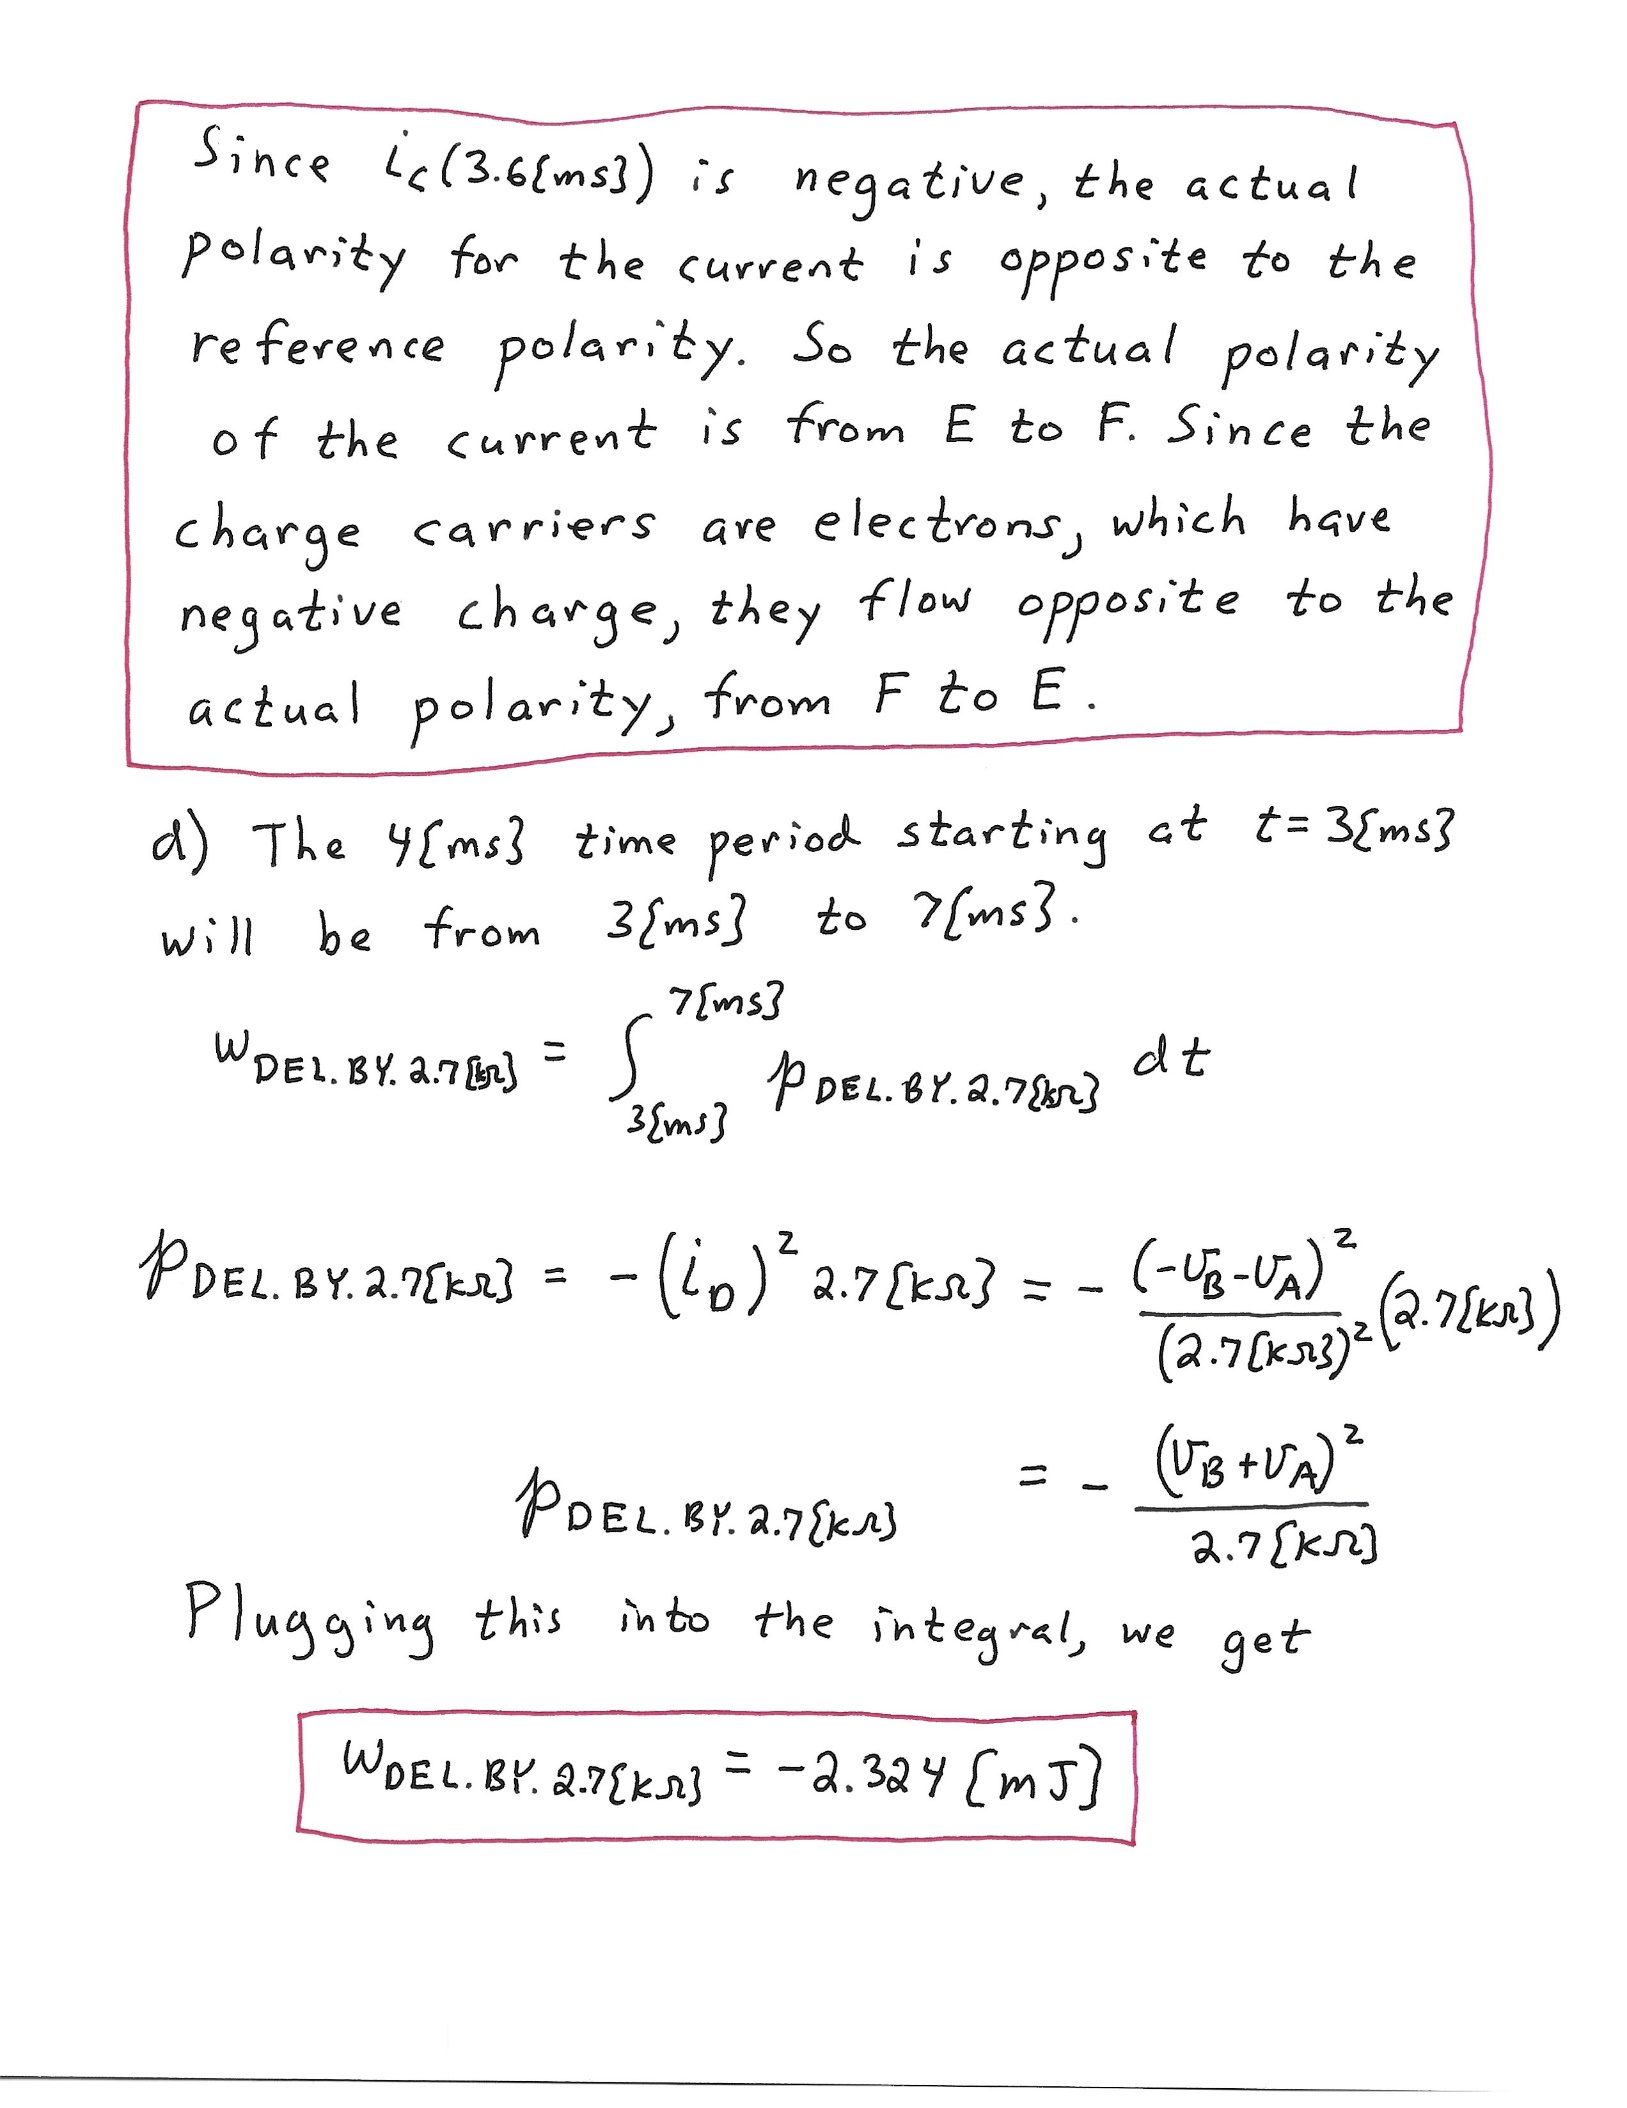 Since i_C(3.6[ms]) is negative, the actual
polarity for the current is opposite to the
reference polarity. So the actual polarity
of the current is from E to F. Since the
charge carriers are electrons, which have
negative charge, they flow opposite to the
actual polarity, from F to E.
d) The 4[ms] time period starting at t=3[ms]
will be from 3[ms] to 7[ms].
w_DEL.BY.2.7[kΩ] = ∫_{3[ms]}^{7[ms]} p_DEL.BY.2.7[kΩ] dt
p_DEL.BY.2.7[kΩ] = -(i_D)² 2.7[kΩ] = - (-v_B-v_A)²/(2.7[kΩ])² (2.7[kΩ])
p_DEL.BY.2.7[kΩ] = - (v_B+v_A)²/2.7[kΩ]
Plugging this into the integral, we get
w_DEL.BY.2.7[kΩ] = -2.324[mJ]